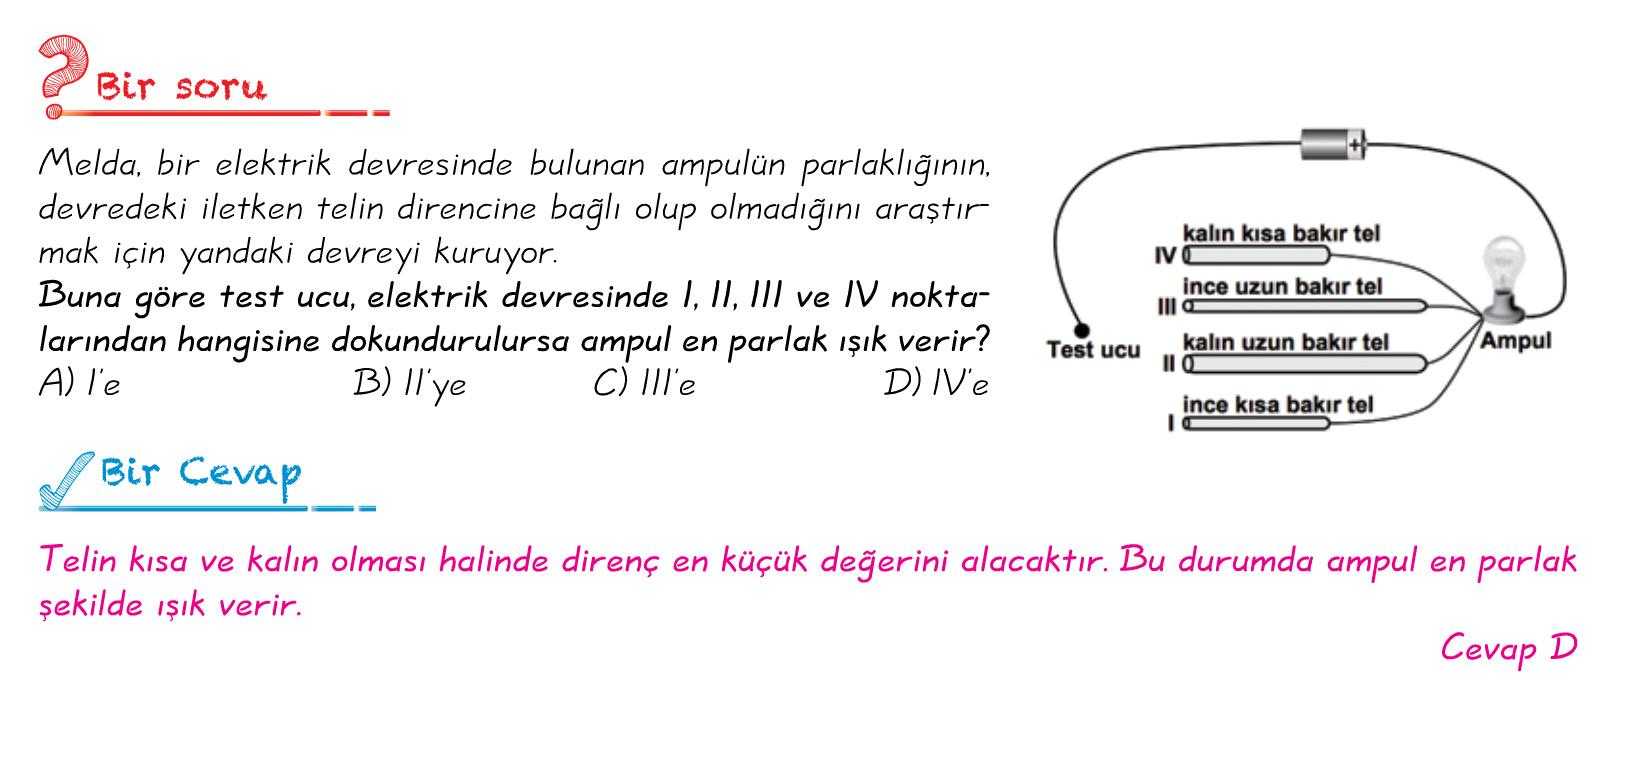 Bir soru
Melda, bir elektrik devresinde bulunan ampulün parlaklığının,
devredeki iletken telin direncine bağlı olup olmadığını araştır-
mak için yandaki devreyi kuruyor.
Buna göre test ucu, elektrik devresinde I, II, III ve IV nokta-
larından hangisine dokundurulursa ampul en parlak ışık verir?
A) I'e B) II'ye C) III'e D) IV'e
+
kalın kısa bakır tel
IV
ince uzun bakır tel
III
Test ucu
kalın uzun bakır tel
II
Ampul
ince kısa bakır tel
I
Bir Cevap
Telin kısa ve kalın olması halinde direnç en küçük değerini alacaktır. Bu durumda ampul en parlak
şekilde ışık verir.
Cevap D